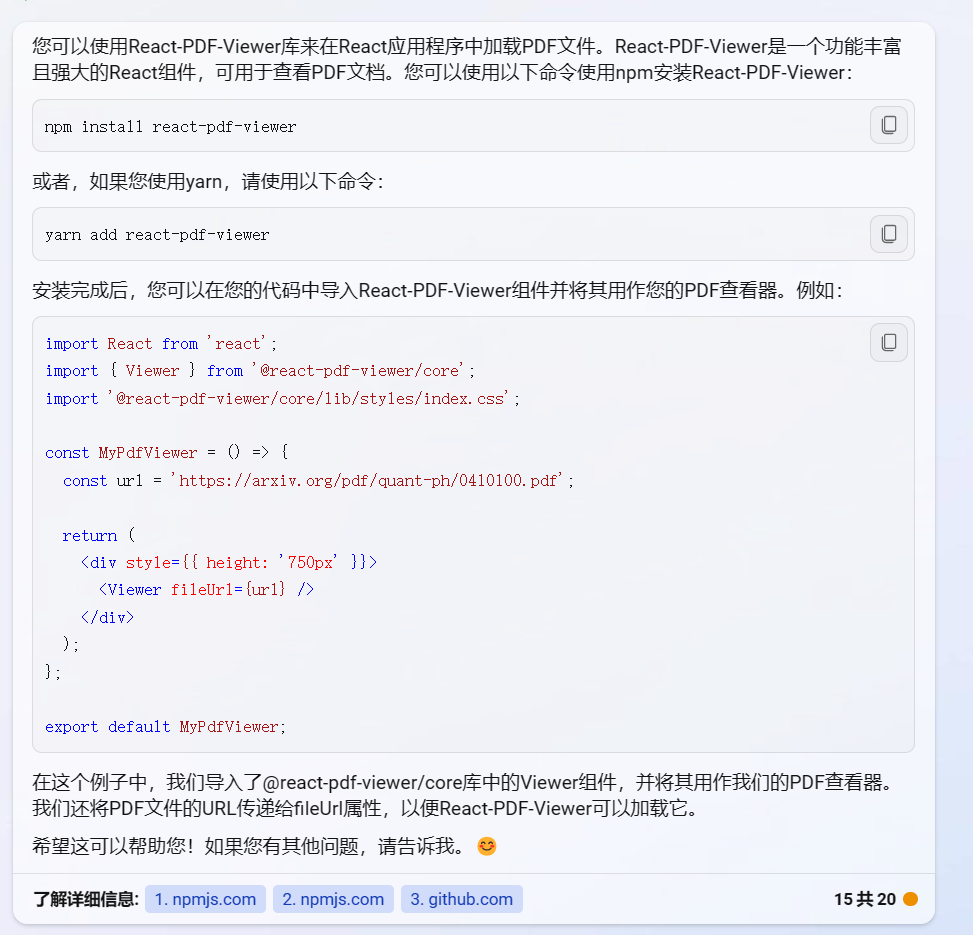 您可以使用React-PDF-Viewer库来在React应用程序中加载PDF文件。React-PDF-Viewer是一个功能丰富
且强大的React组件，可用于查看PDF文档。您可以使用以下命令使用npm安装React-PDF-Viewer：
npm install react-pdf-viewer
或者，如果您使用yarn，请使用以下命令：
yarn add react-pdf-viewer
安装完成后，您可以在您的代码中导入React-PDF-Viewer组件并将其用作您的PDF查看器。例如：
import React from 'react';
import { Viewer } from '@react-pdf-viewer/core';
import '@react-pdf-viewer/core/lib/styles/index.css';
const MyPdfViewer = () => {
  const url = 'https://arxiv.org/pdf/quant-ph/0410100.pdf';
  return (
    <div style={{ height: '750px' }}>
      <Viewer fileUrl={url} />
    </div>
  );
};
export default MyPdfViewer;
在这个例子中，我们导入了@react-pdf-viewer/core库中的Viewer组件，并将其用作我们的PDF查看器。
我们还将PDF文件的URL传递给fileUrl属性，以便React-PDF-Viewer可以加载它。
希望这可以帮助您！如果您有其他问题，请告诉我。😊
了解详细信息: 1. npmjs.com 2. npmjs.com 3. github.com 15 共 20